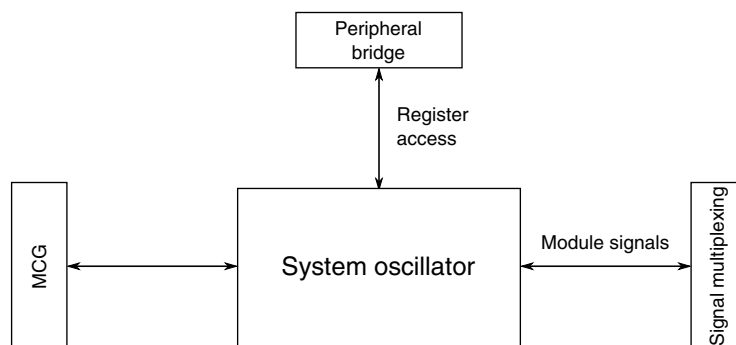 Peripheral
bridge
Register
access
MCG
System oscillator
Module signals
Signal multiplexing